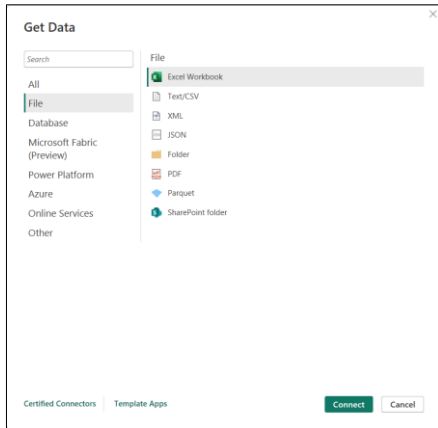 Get Data
Search
All
File
Database
Microsoft Fabric
(Preview)
Power Platform
Azure
Online Services
Other
File
Excel Workbook
Text/CSV
XML
JSON
Folder
PDF
Parquet
SharePoint folder
Certified Connectors
Template Apps
Connect
Cancel